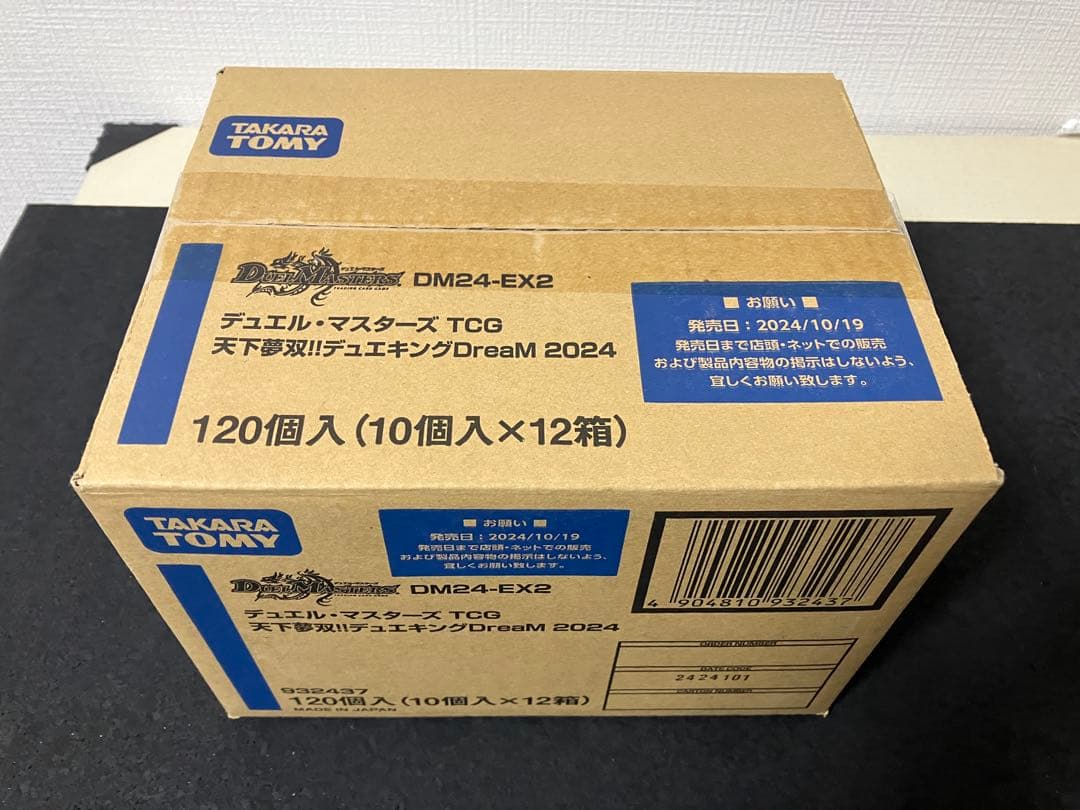 TAKARA
TOMY
DUEL MASTERS
TRADING CARD GAME
DM24-EX2
デュエル・マスターズ TCG
天下夢双!!デュエキングDreaM 2024
120個入(10個入×12箱)
■ お願い ■
発売日：2024/10/19
発売日まで店頭・ネットでの販売
および製品内容物の掲示はしないよう、
宜しくお願い致します。
TAKARA
TOMY
■ お願い ■
発売日：2024/10/19
発売日まで店頭・ネットでの販売
および製品内容物の掲示はしないよう、
宜しくお願い致します。
DUEL MASTERS
DM24-EX2
デュエル・マスターズ TCG
天下夢双!!デュエキングDreaM 2024
932437
120個入(10個入×12箱)
MADE IN JAPAN
4 904810 932437
ORDER NUMBER
DATE CODE
2424101
CARTON NUMBER